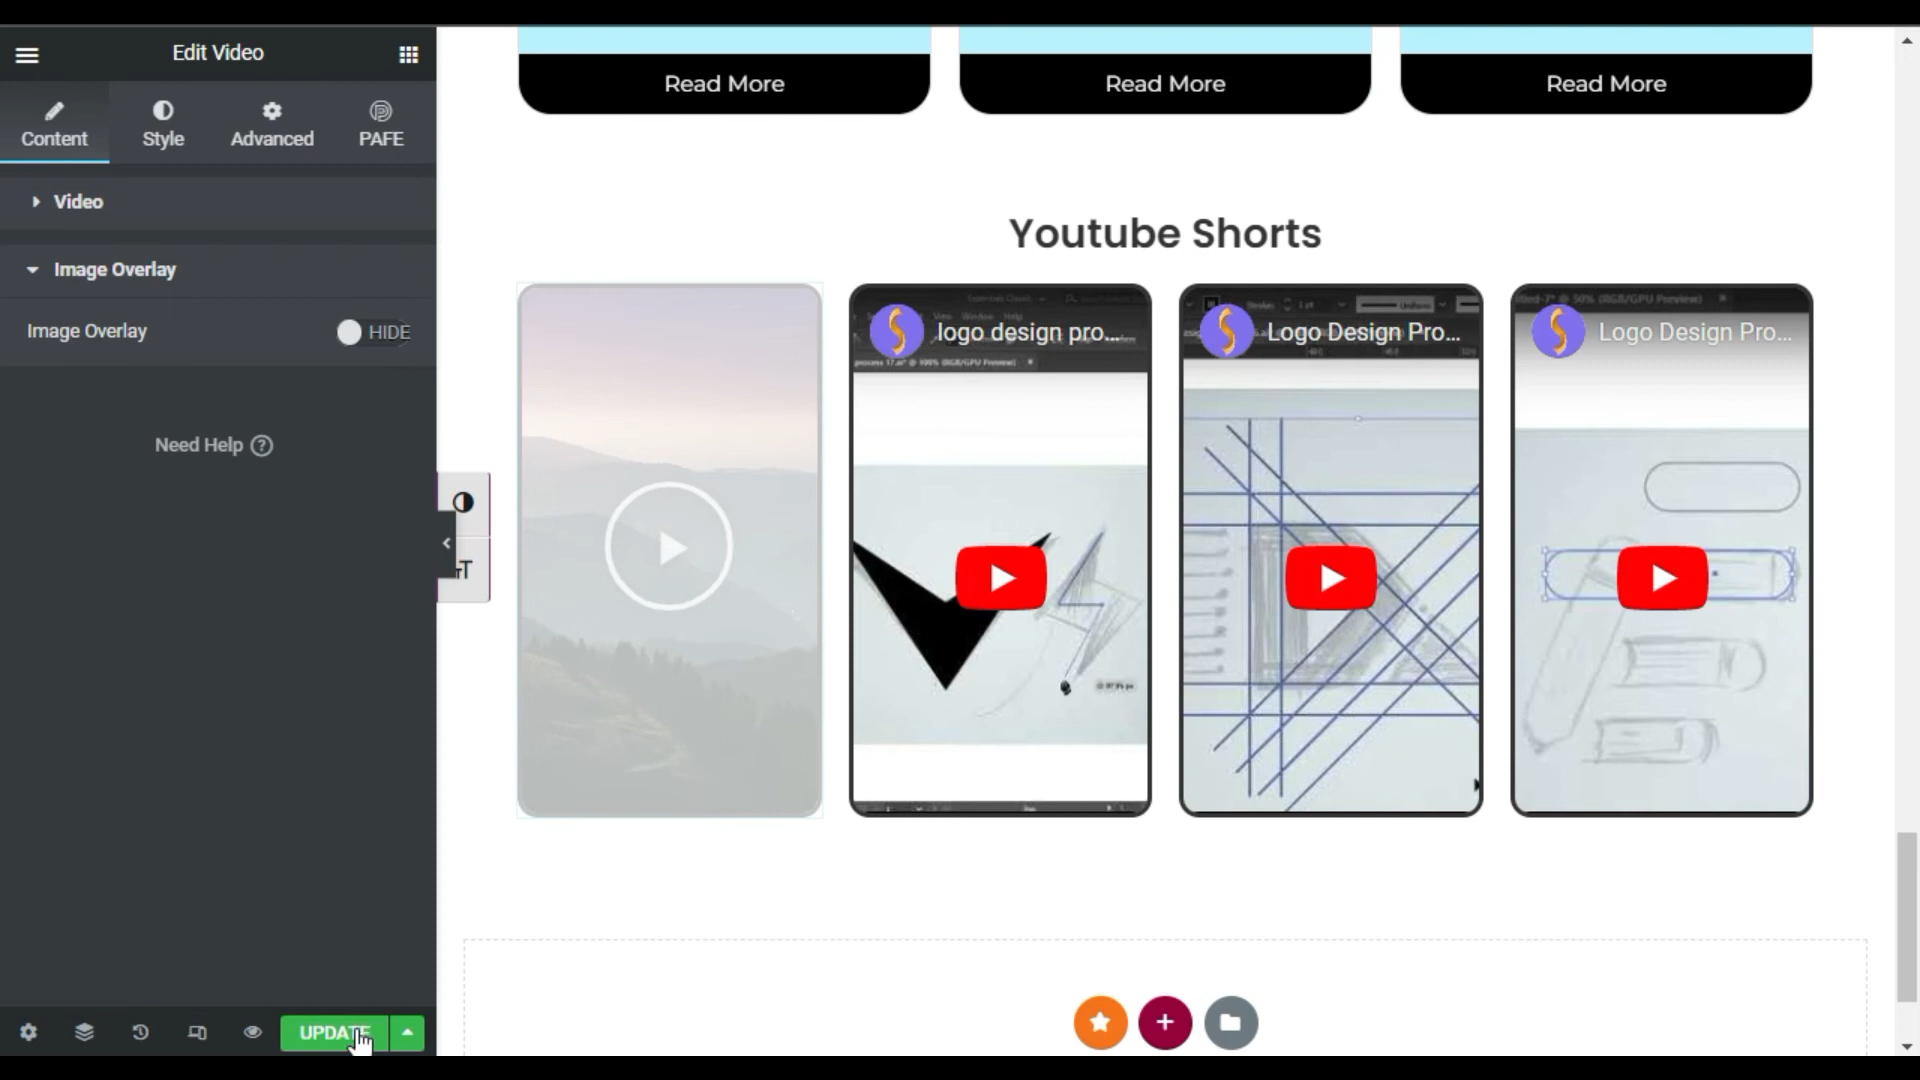 Edit Video
Content
Style
Advanced
PAFE
Video
Image Overlay
Image Overlay
HIDE
Need Help ?
UPDATE
Read More
Read More
Read More
Youtube Shorts
logo design pro...
Logo Design Pro...
Logo Design Pro...